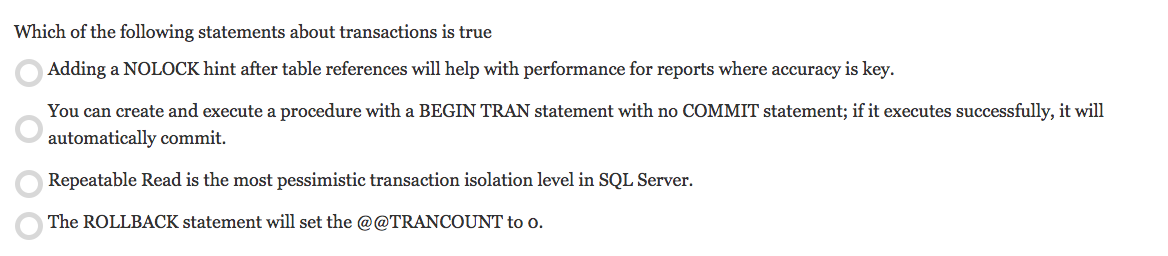 Which of the following statements about transactions is true
Adding a NOLOCK hint after table references will help with performance for reports where accuracy is key.
You can create and execute a procedure with a BEGIN TRAN statement with no COMMIT statement; if it executes successfully, it will
automatically commit.
Repeatable Read is the most pessimistic transaction isolation level in SQL Server.
The ROLLBACK statement will set the @@TRANCOUNT to 0.